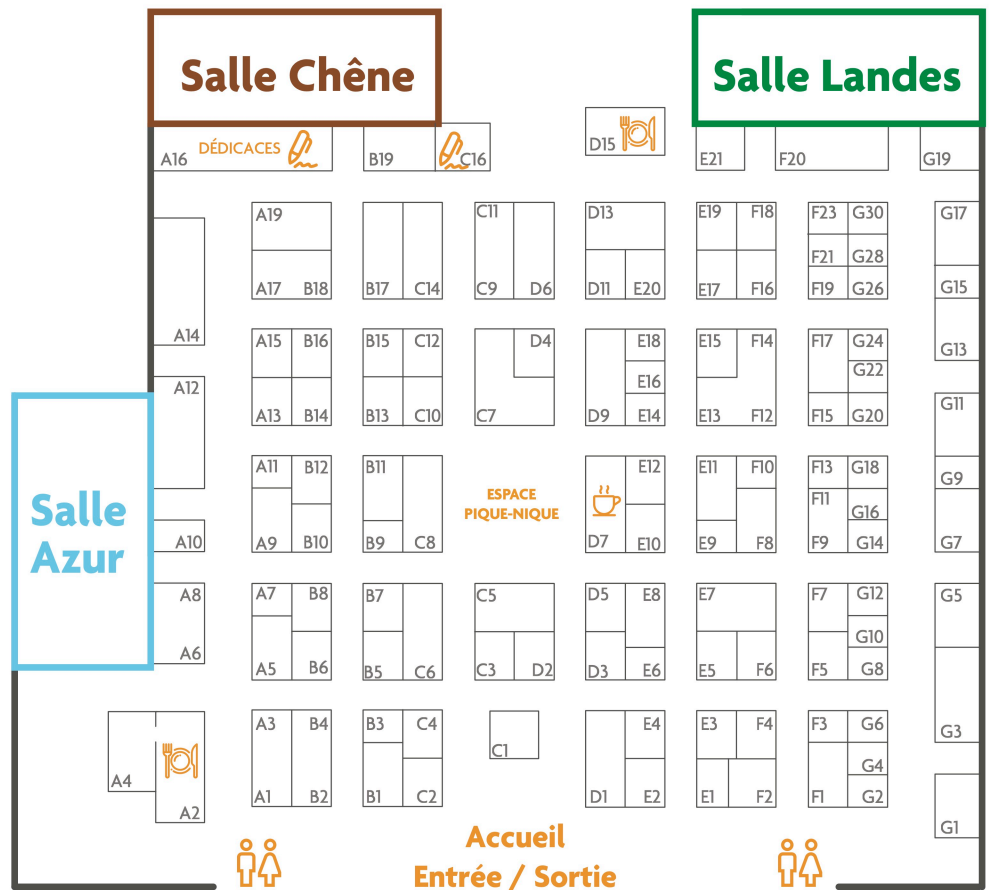 Salle Chêne
Salle Landes
A16 DÉDICACES B19 C16 D15 E21 F20 G19
A19 C11 D13 E19 F18 F23 G30 G17
F21 G28
A17 B18 B17 C14 C9 D6 D11 E20 E17 F16 F19 G26 G15
A14 A15 B16 B15 C12 D4 E18 E15 F14 F17 G24 G13
G22
E16
A12 A13 B14 B13 C10 C7 D9 E14 E13 F12 F15 G20 G11
A11 B12 B11 E12 E11 F10 F13 G18 G9
ESPACE
PIQUE-NIQUE
F11 G16
Salle
Azur
A10 A9 B10 B9 C8 D7 E10 E9 F8 F9 G14 G7
A8 A7 B8 B7 C5 D5 E8 E7 F7 G12 G5
G10
A6 A5 B6 B5 C6 C3 D2 D3 E6 E5 F6 F5 G8
A3 B4 B3 C4 C1 E4 E3 F4 F3 G6 G3
G4
A4 A2 A1 B2 B1 C2 D1 E2 E1 F2 F1 G2 G1
Accueil
Entrée / Sortie